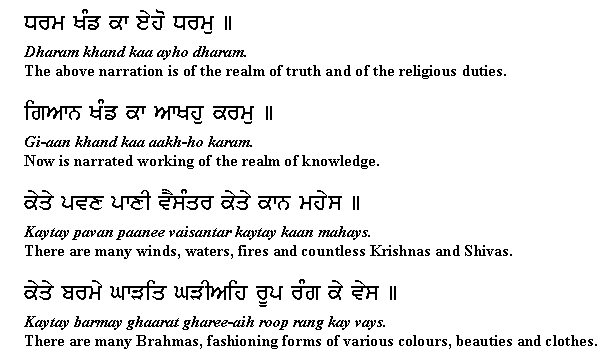 ਧਰਮ ਖੰਡ ਕਾ ਏਹੋ ਧਰਮੁ ॥
Dharam khand kaa ayho dharam.
The above narration is of the realm of truth and of the religious duties.
ਗਿਆਨ ਖੰਡ ਕਾ ਆਖਹੁ ਕਰਮੁ ॥
Gi-aan khand kaa aakh-ho karam.
Now is narrated working of the realm of knowledge.
ਕੇਤੇ ਪਵਣ ਪਾਣੀ ਵੈਸੰਤਰ ਕੇਤੇ ਕਾਨ ਮਹੇਸ ॥
Kaytay pavan paanee vaisantar kaytay kaan mahays.
There are many winds, waters, fires and countless Krishnas and Shivas.
ਕੇਤੇ ਬਰਮੇ ਘਾੜਤਿ ਘੜੀਅਹਿ ਰੂਪ ਰੰਗ ਕੇ ਵੇਸ ॥
Kaytay barmay ghaarat gharee-aih roop rang kay vays.
There are many Brahmas, fashioning forms of various colours, beauties and clothes.